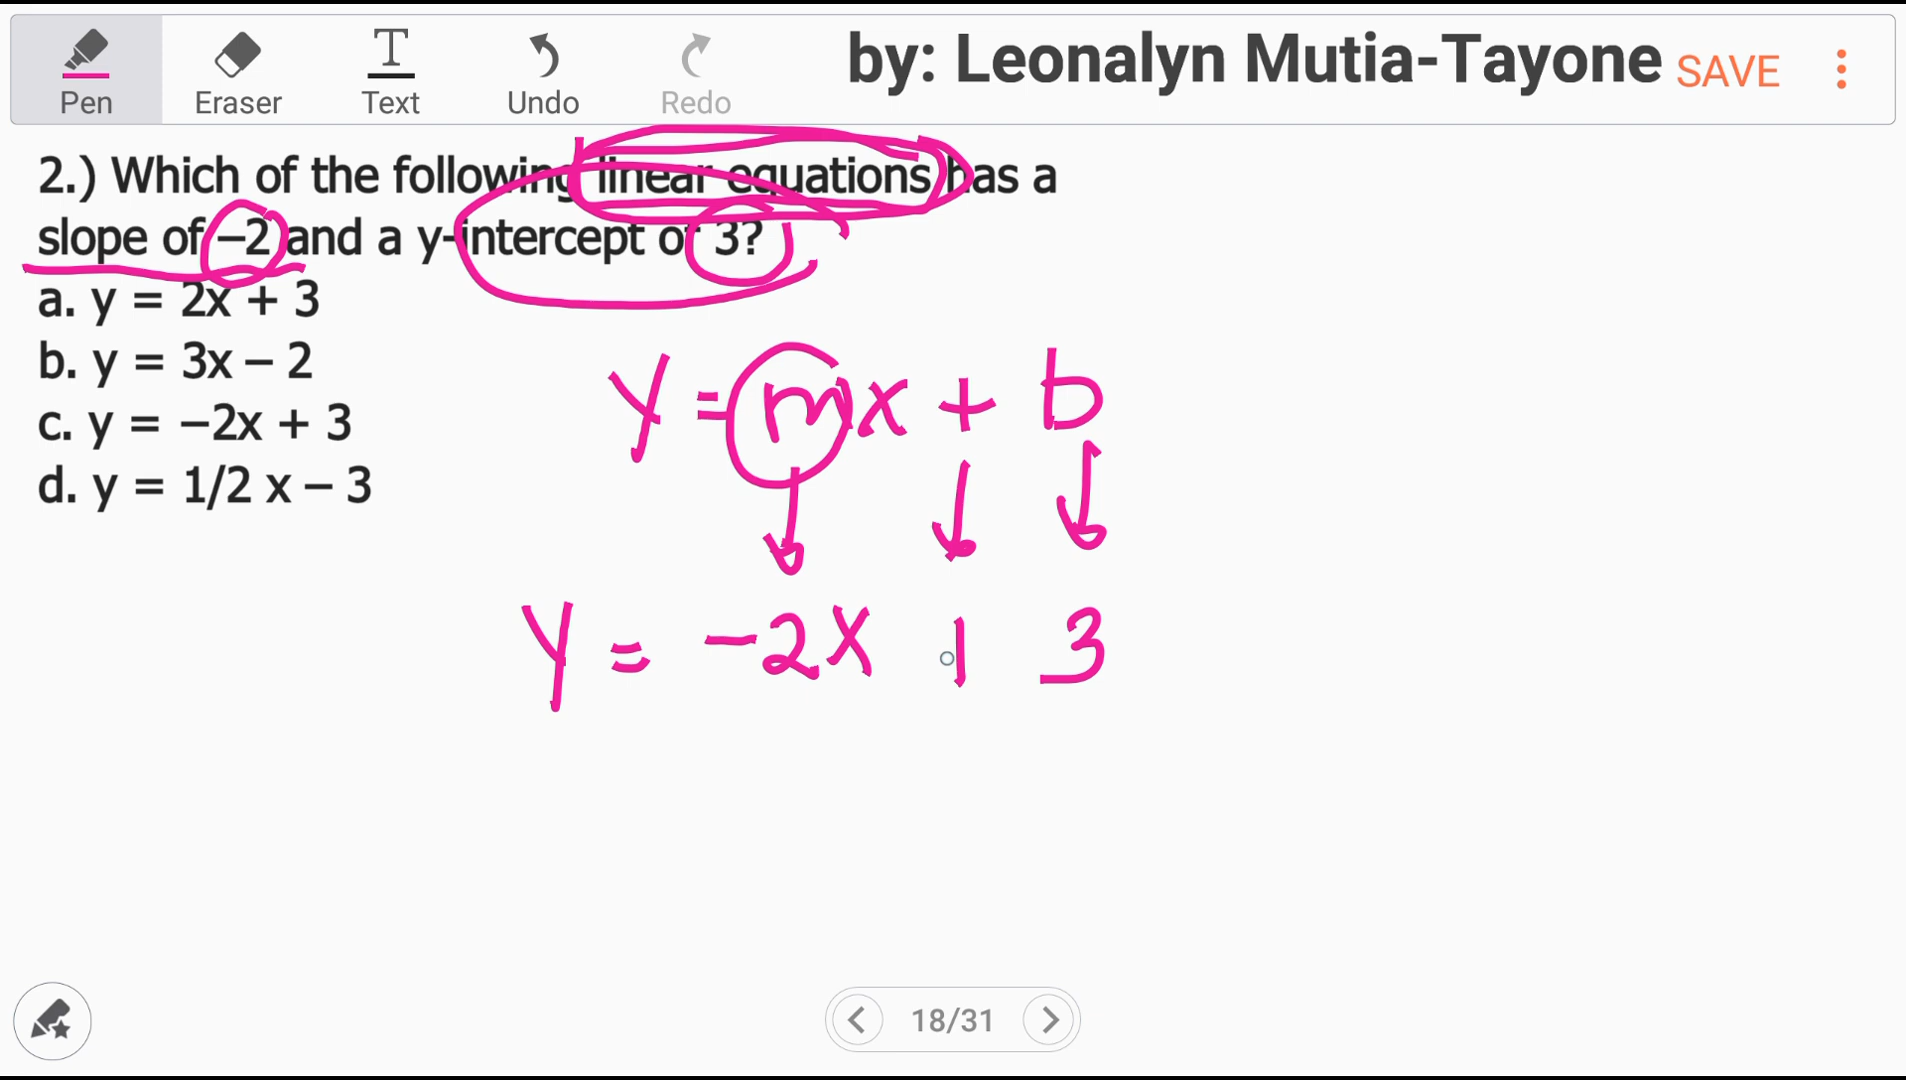 Pen Eraser Text Undo Redo by: Leonalyn Mutia-Tayone SAVE
2.) Which of the following linear equations has a
slope of –2 and a y-intercept of 3?
a. y = 2x + 3
b. y = 3x – 2
c. y = –2x + 3
d. y = 1/2 x – 3
y = mx + b
y = -2x | 3
18/31